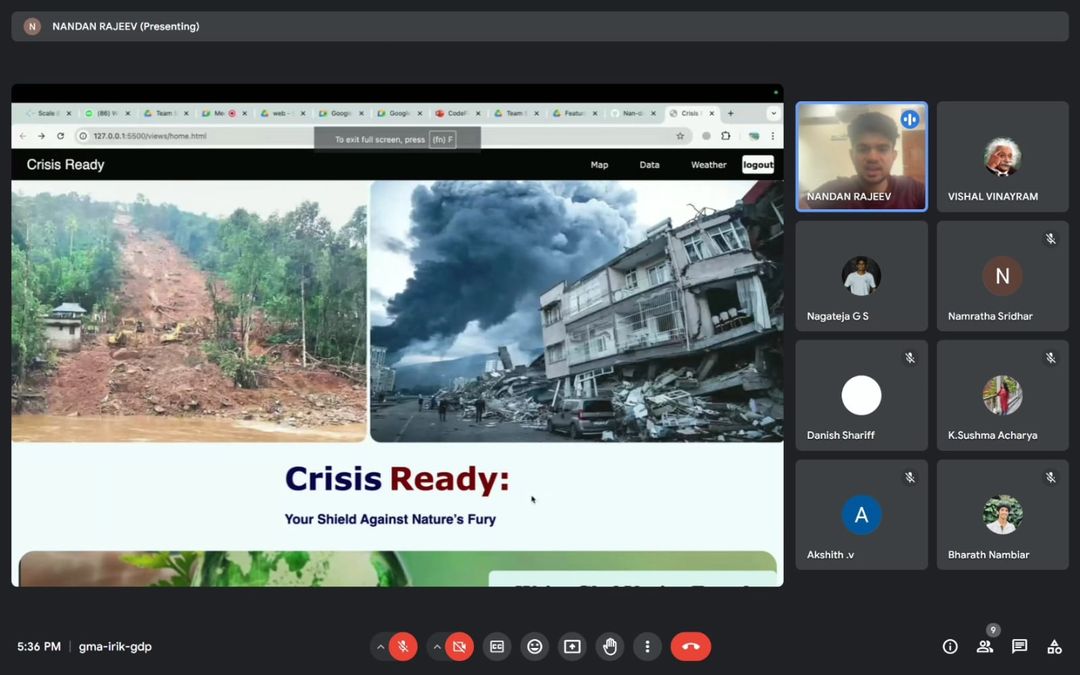 N NANDAN RAJEEV (Presenting)
Scale
(86) W
Team
Me
web -
Googl
Googl
CodeF
Team
Featu
Nan-d
Crisis
127.0.0.1:5500/views/home.html
To exit full screen, press (fn) F
Crisis Ready
Map
Data
Weather
logout
Crisis Ready:
Your Shield Against Nature's Fury
NANDAN RAJEEV
VISHAL VINAYRAM
Nagateja G S
N
Namratha Sridhar
Danish Shariff
K.Sushma Acharya
A
Akshith .v
Bharath Nambiar
5:36 PM | gma-irik-gdp
CC
9